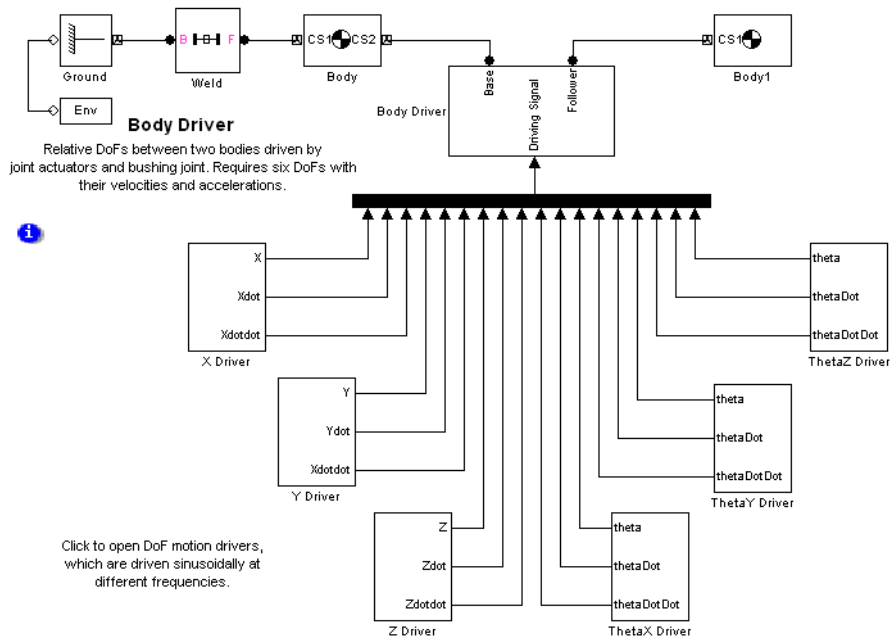 B F
CS1 CS2
CS1
Ground
Weld
Body
Body1
Env
Base
Driving Signal
Follower
Body Driver
Body Driver
Relative DoFs between two bodies driven by
joint actuators and bushing joint. Requires six DoFs with
their velocities and accelerations.
i
X
Xdot
Xdotdot
X Driver
theta
thetaDot
thetaDotDot
ThetaZ Driver
Y
Ydot
Xdotdot
Y Driver
theta
thetaDot
thetaDotDot
ThetaY Driver
Z
Zdot
Zdotdot
Z Driver
theta
thetaDot
thetaDotDot
ThetaX Driver
Click to open DoF motion drivers,
which are driven sinusoidally at
different frequencies.